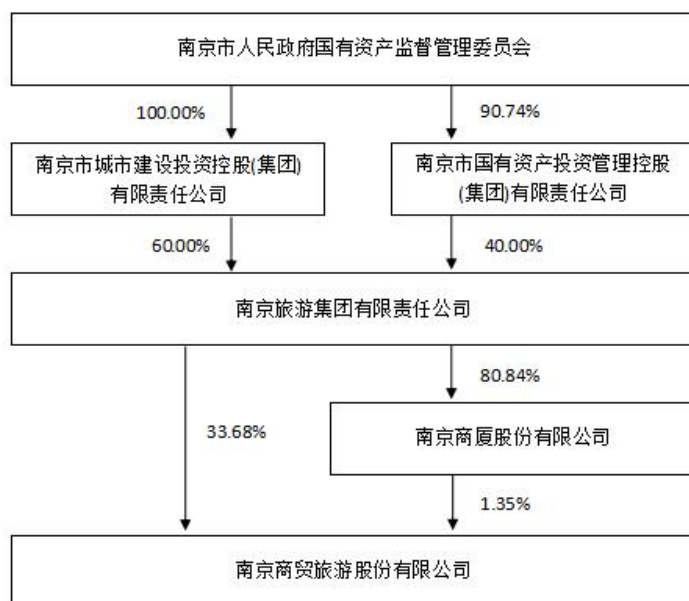 南京市人民政府国有资产监督管理委员会
100.00%
90.74%
南京市城市建设投资控股(集团)
有限责任公司
南京市国有资产投资管理控股
(集团)有限责任公司
60.00%
40.00%
南京旅游集团有限责任公司
80.84%
33.68%
南京商厦股份有限公司
1.35%
南京商贸旅游股份有限公司